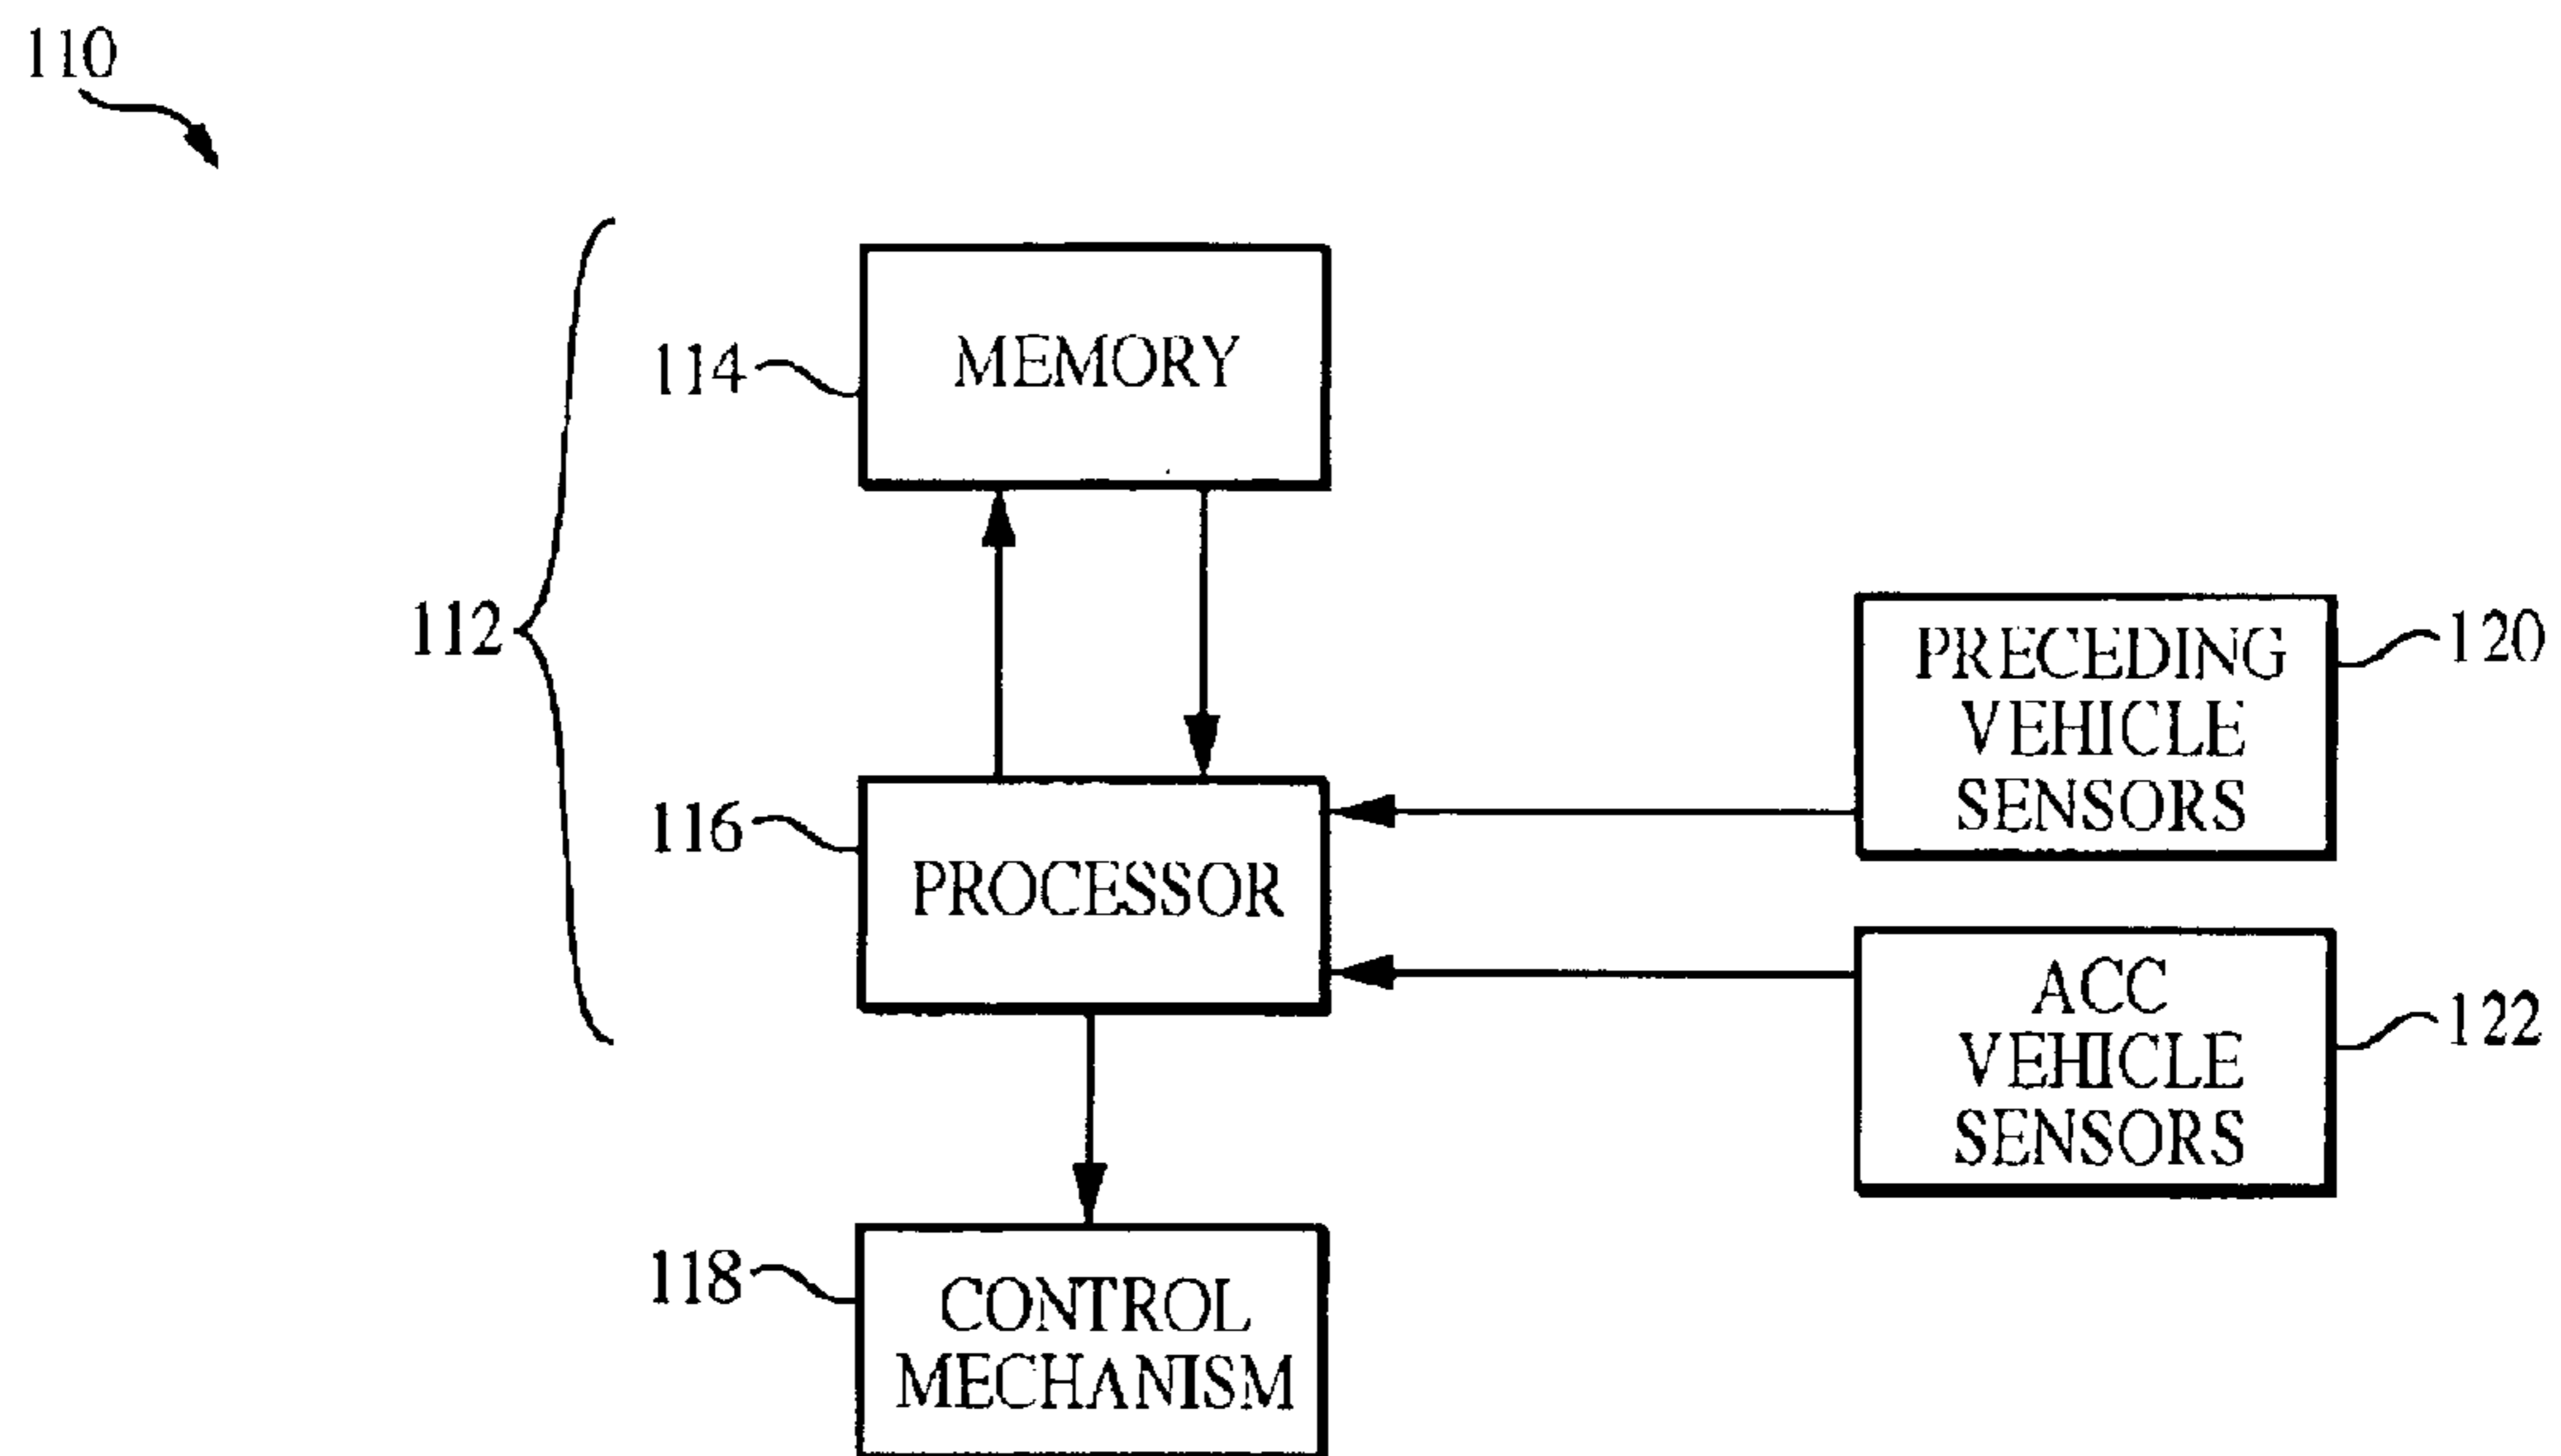 110
MEMORY
114
112
PRECEDING
VEHICLE
SENSORS
120
116
PROCESSOR
ACC
VEHICLE
SENSORS
122
118
CONTROL
MECHANISM